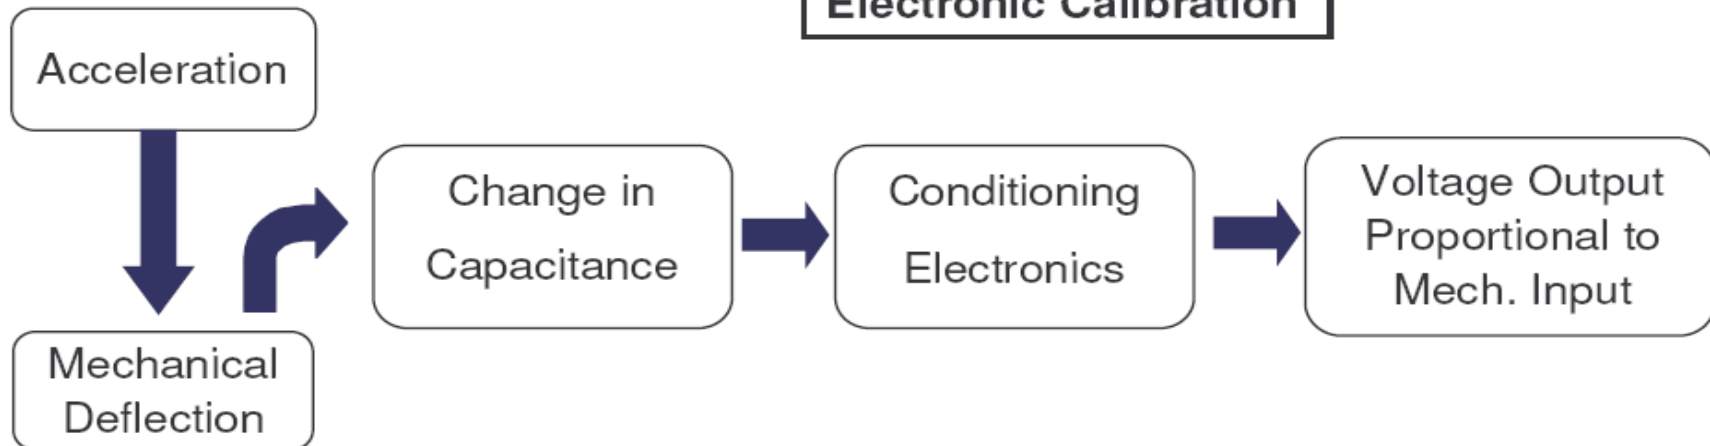 Electronic Calibration
Acceleration
Mechanical
Deflection
Change in
Capacitance
Conditioning
Electronics
Voltage Output
Proportional to
Mech. Input